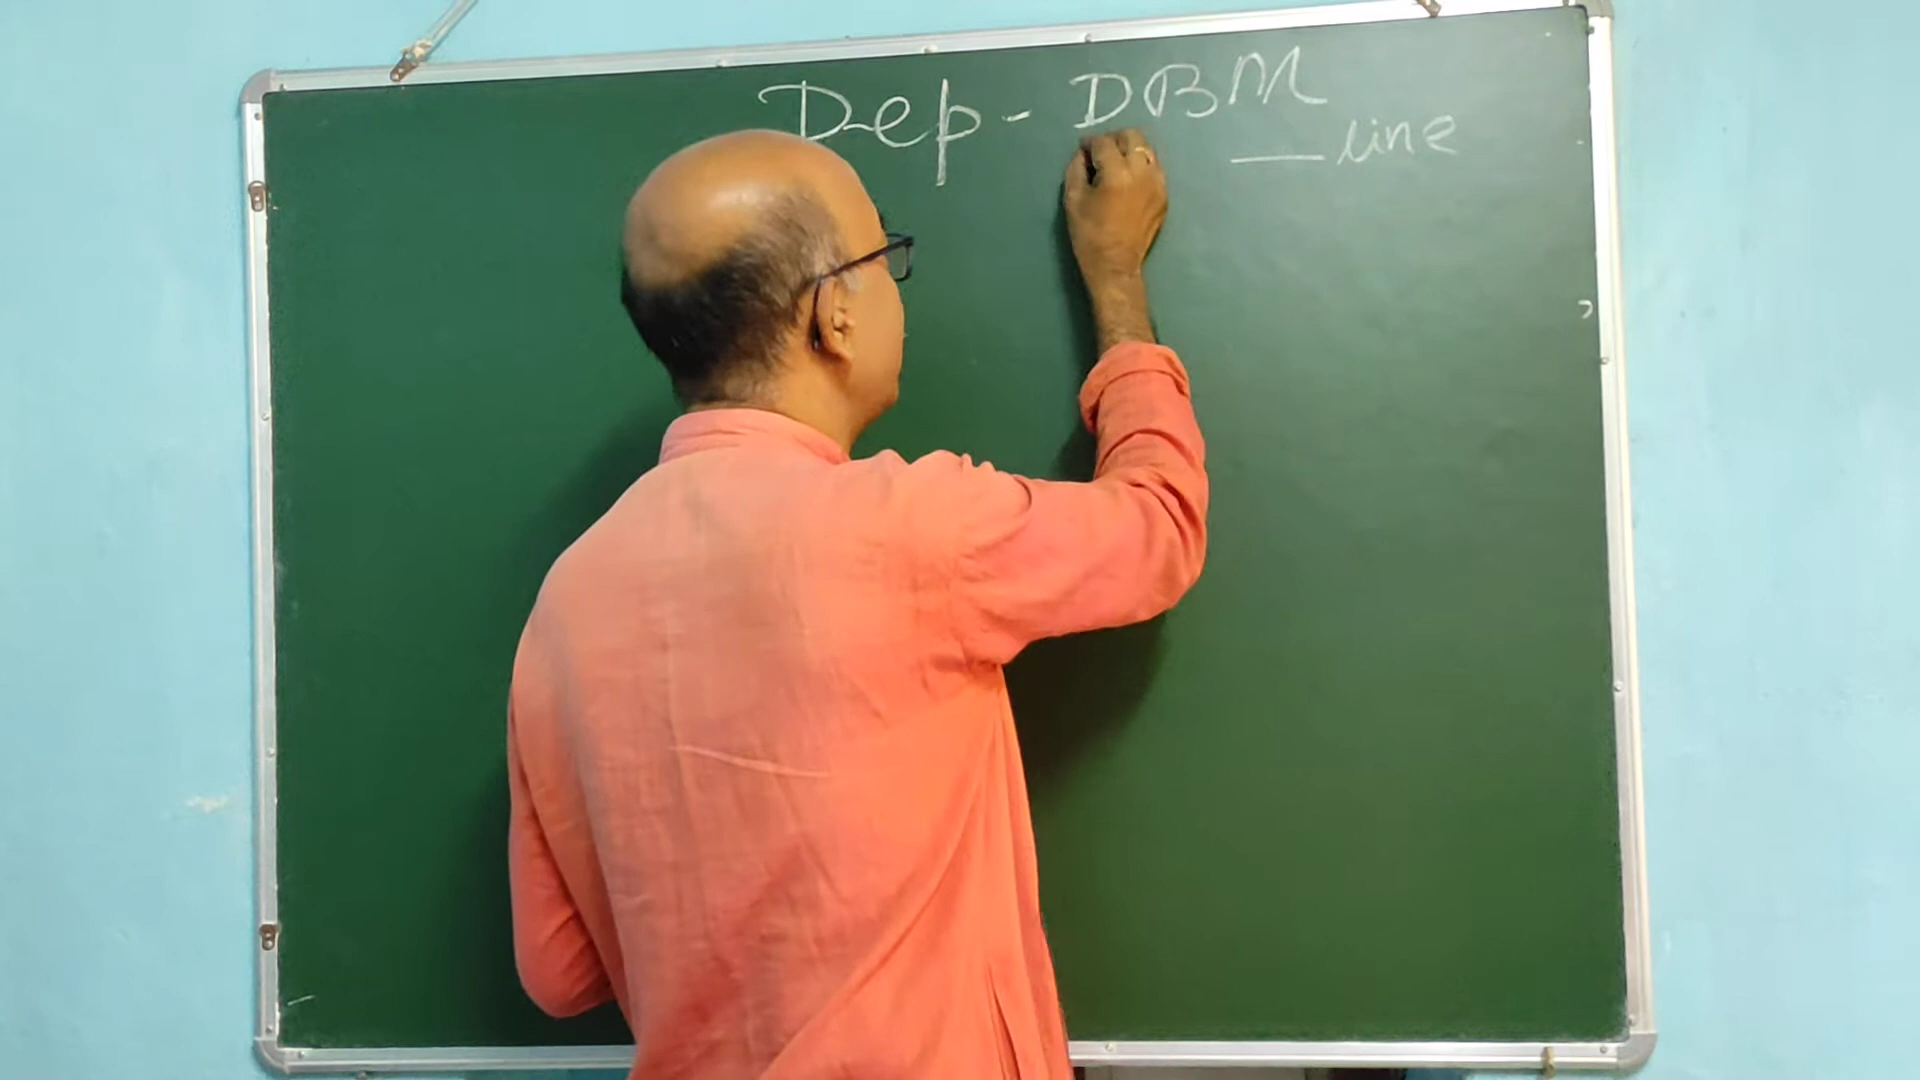 Dep - DBM
— line